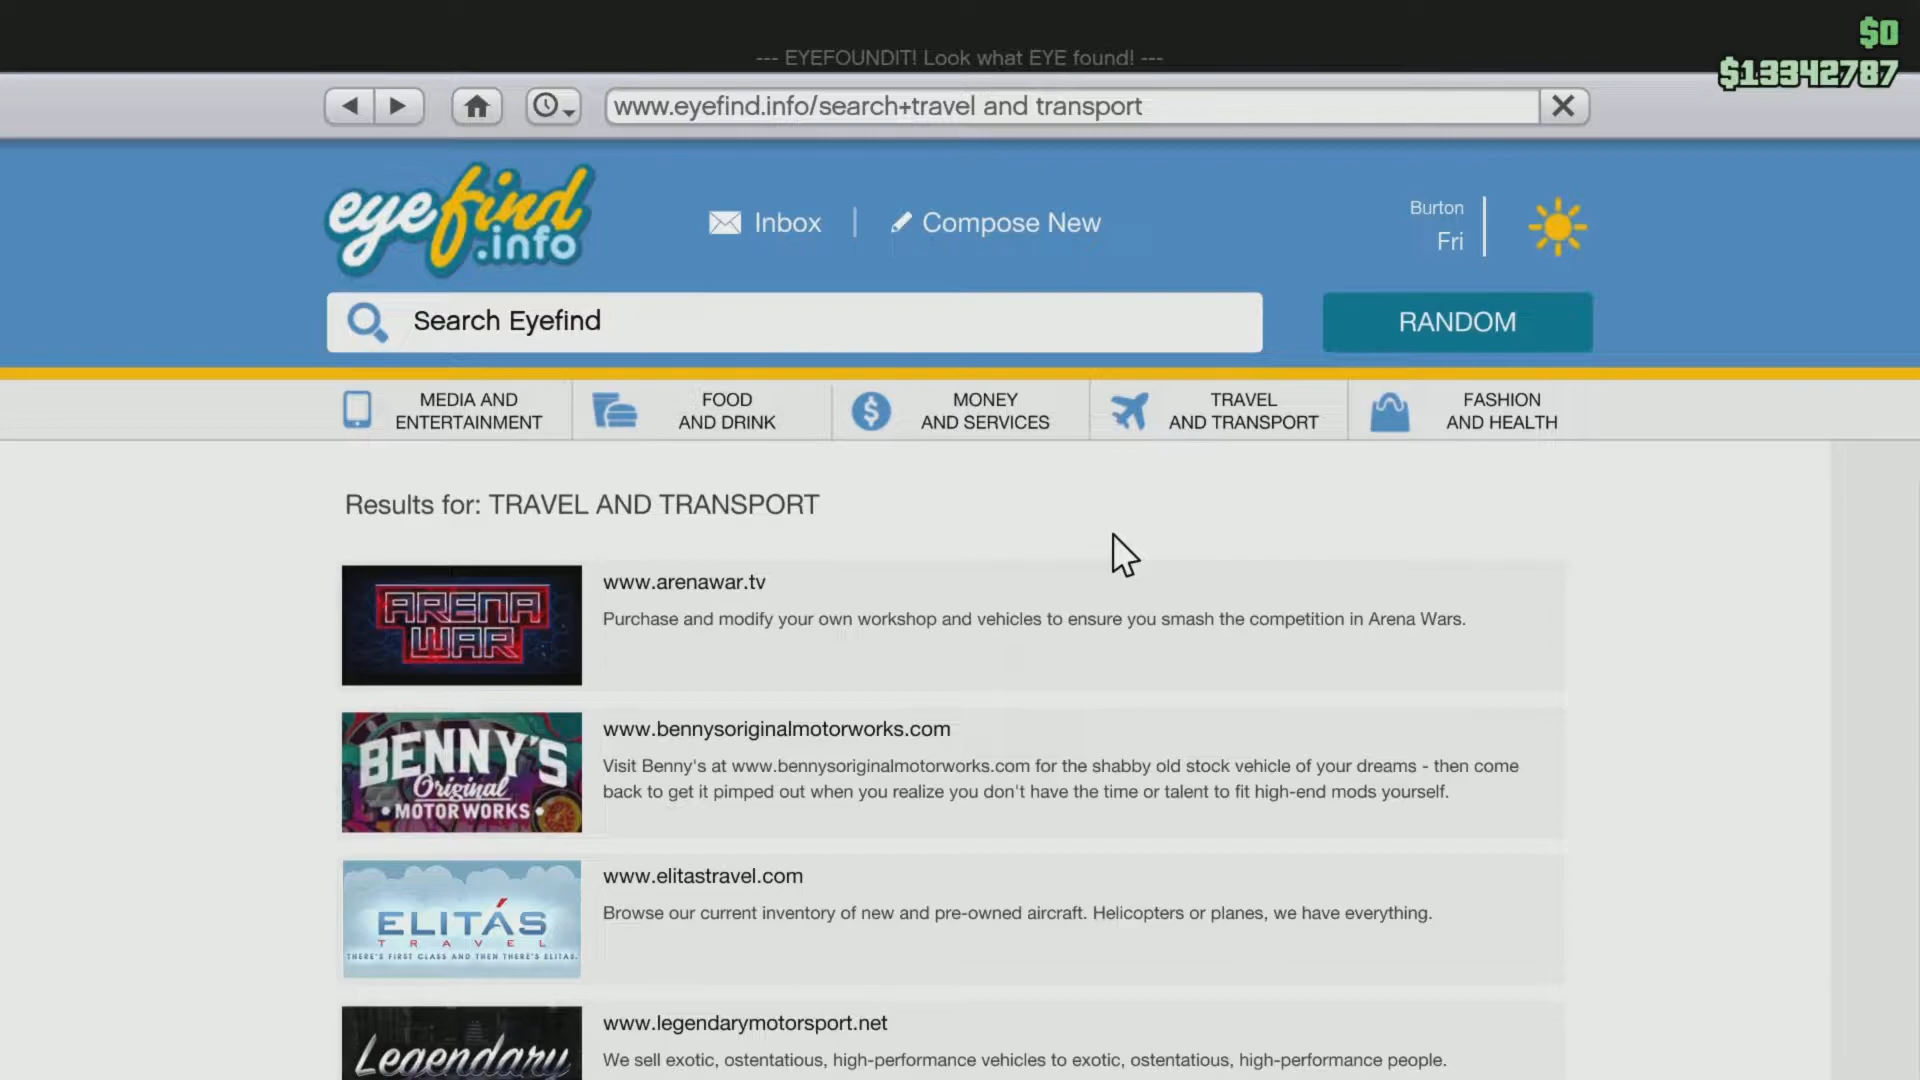 $0
--- EYEFOUNDIT! Look what EYE found! ---
$13342787
www.eyefind.info/search+travel and transport
eyefind
.info
Inbox
Compose New
Burton
Fri
Search Eyefind
RANDOM
MEDIA AND
ENTERTAINMENT
FOOD
AND DRINK
MONEY
AND SERVICES
TRAVEL
AND TRANSPORT
FASHION
AND HEALTH
Results for: TRAVEL AND TRANSPORT
ARENA
WAR
www.arenawar.tv
Purchase and modify your own workshop and vehicles to ensure you smash the competition in Arena Wars.
BENNY'S
Original
•MOTOR WORKS•
www.bennysoriginalmotorworks.com
Visit Benny's at www.bennysoriginalmotorworks.com for the shabby old stock vehicle of your dreams - then come
back to get it pimped out when you realize you don't have the time or talent to fit high-end mods yourself.
ELITÁS
TRAVEL
THERE'S FIRST CLASS AND THEN THERE'S ELITÁS.
www.elitastravel.com
Browse our current inventory of new and pre-owned aircraft. Helicopters or planes, we have everything.
Legendary
www.legendarymotorsport.net
We sell exotic, ostentatious, high-performance vehicles to exotic, ostentatious, high-performance people.